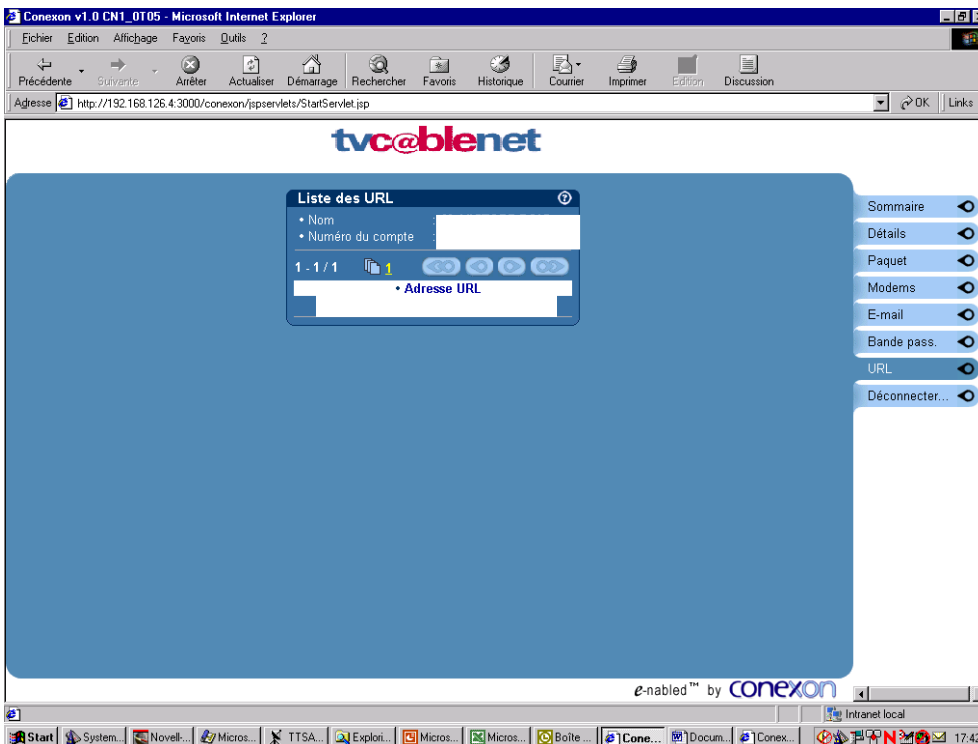 Conexon v1.0 CN1_0T05 - Microsoft Internet Explorer
Fichier Edition Affichage Favoris Outils ?
Précédente Suivante Arrêter Actualiser Démarrage Rechercher Favoris Historique Courrier Imprimer Edition Discussion
Adresse http://192.168.126.4:3000/conexon/jspservlets/StartServlet.jsp OK Links
tvc@blenet
Liste des URL ?
• Nom :
• Numéro du compte :
1 - 1 / 1 1
• Adresse URL
Sommaire
Détails
Paquet
Modems
E-mail
Bande pass.
URL
Déconnecter...
e-nabled™ by conexon
Intranet local
Start System... Novell-... Micros... TTSA... Explori... Micros... Micros... Boîte ... Cone... Docum... Conex... 17:4